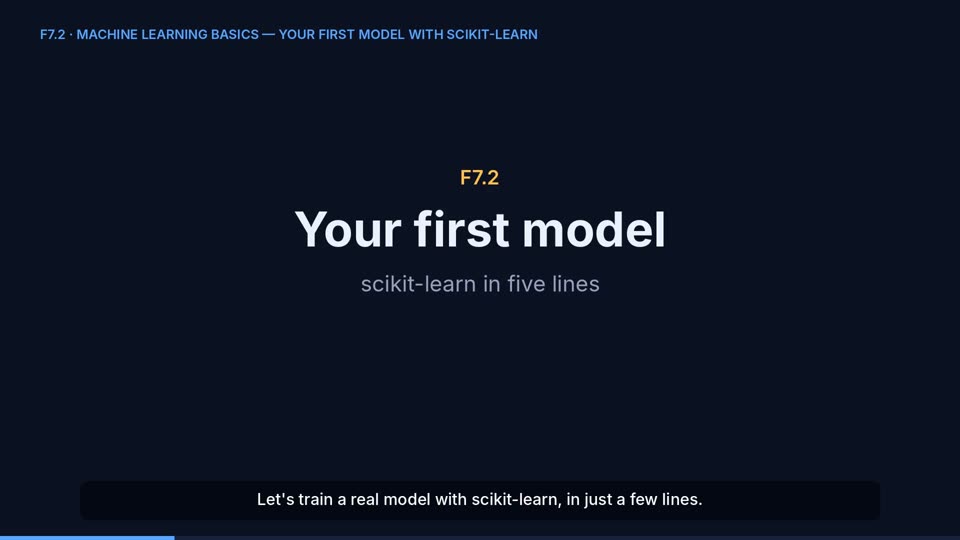 F7.2 · MACHINE LEARNING BASICS — YOUR FIRST MODEL WITH SCIKIT-LEARN
F7.2
Your first model
scikit-learn in five lines
Let's train a real model with scikit-learn, in just a few lines.